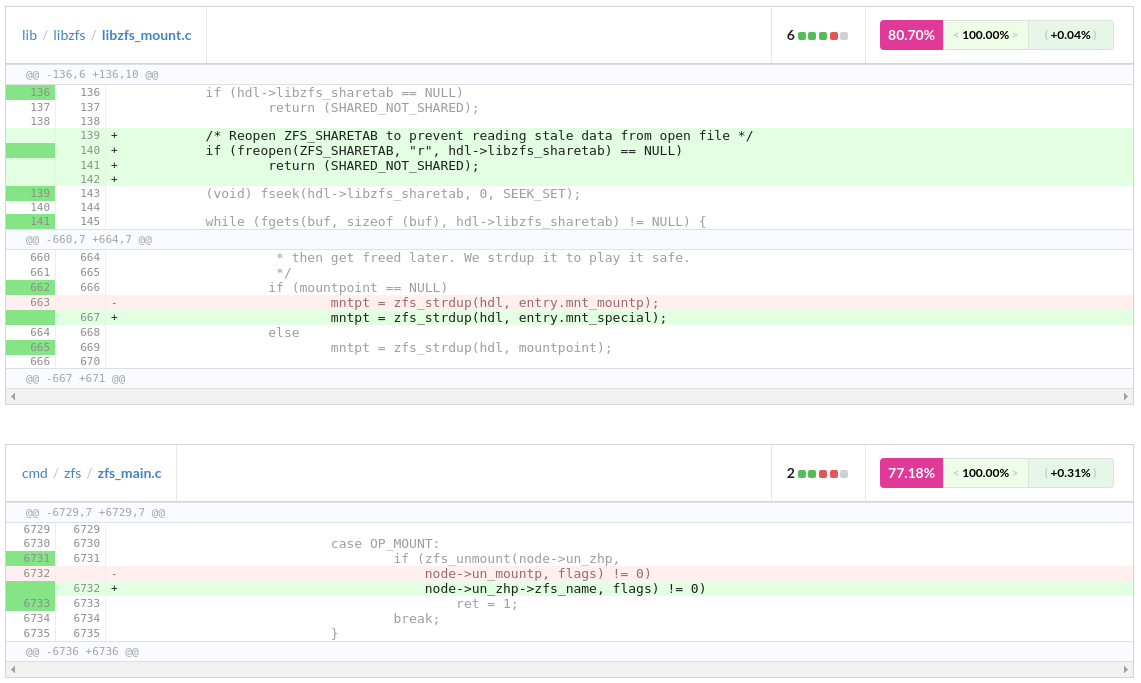 lib / libzfs / libzfs_mount.c 6 80.70% < 100.00% > ( +0.04% )
@@ -136,6 +136,10 @@
136 136 if (hdl->libzfs_sharetab == NULL)
137 137 return (SHARED_NOT_SHARED);
138 138
139 + /* Reopen ZFS_SHARETAB to prevent reading stale data from open file */
140 + if (freopen(ZFS_SHARETAB, "r", hdl->libzfs_sharetab) == NULL)
141 + return (SHARED_NOT_SHARED);
142 +
139 143 (void) fseek(hdl->libzfs_sharetab, 0, SEEK_SET);
140 144
141 145 while (fgets(buf, sizeof (buf), hdl->libzfs_sharetab) != NULL) {
@@ -660,7 +664,7 @@
660 664 * then get freed later. We strdup it to play it safe.
661 665 */
662 666 if (mountpoint == NULL)
663 - mntpt = zfs_strdup(hdl, entry.mnt_mountp);
667 + mntpt = zfs_strdup(hdl, entry.mnt_special);
664 668 else
665 669 mntpt = zfs_strdup(hdl, mountpoint);
666 670
@@ -667 +671 @@
cmd / zfs / zfs_main.c 2 77.18% < 100.00% > ( +0.31% )
@@ -6729,7 +6729,7 @@
6729 6729
6730 6730 case OP_MOUNT:
6731 6731 if (zfs_unmount(node->un_zhp,
6732 - node->un_mountp, flags) != 0)
6732 + node->un_zhp->zfs_name, flags) != 0)
6733 6733 ret = 1;
6734 6734 break;
6735 6735 }
@@ -6736 +6736 @@